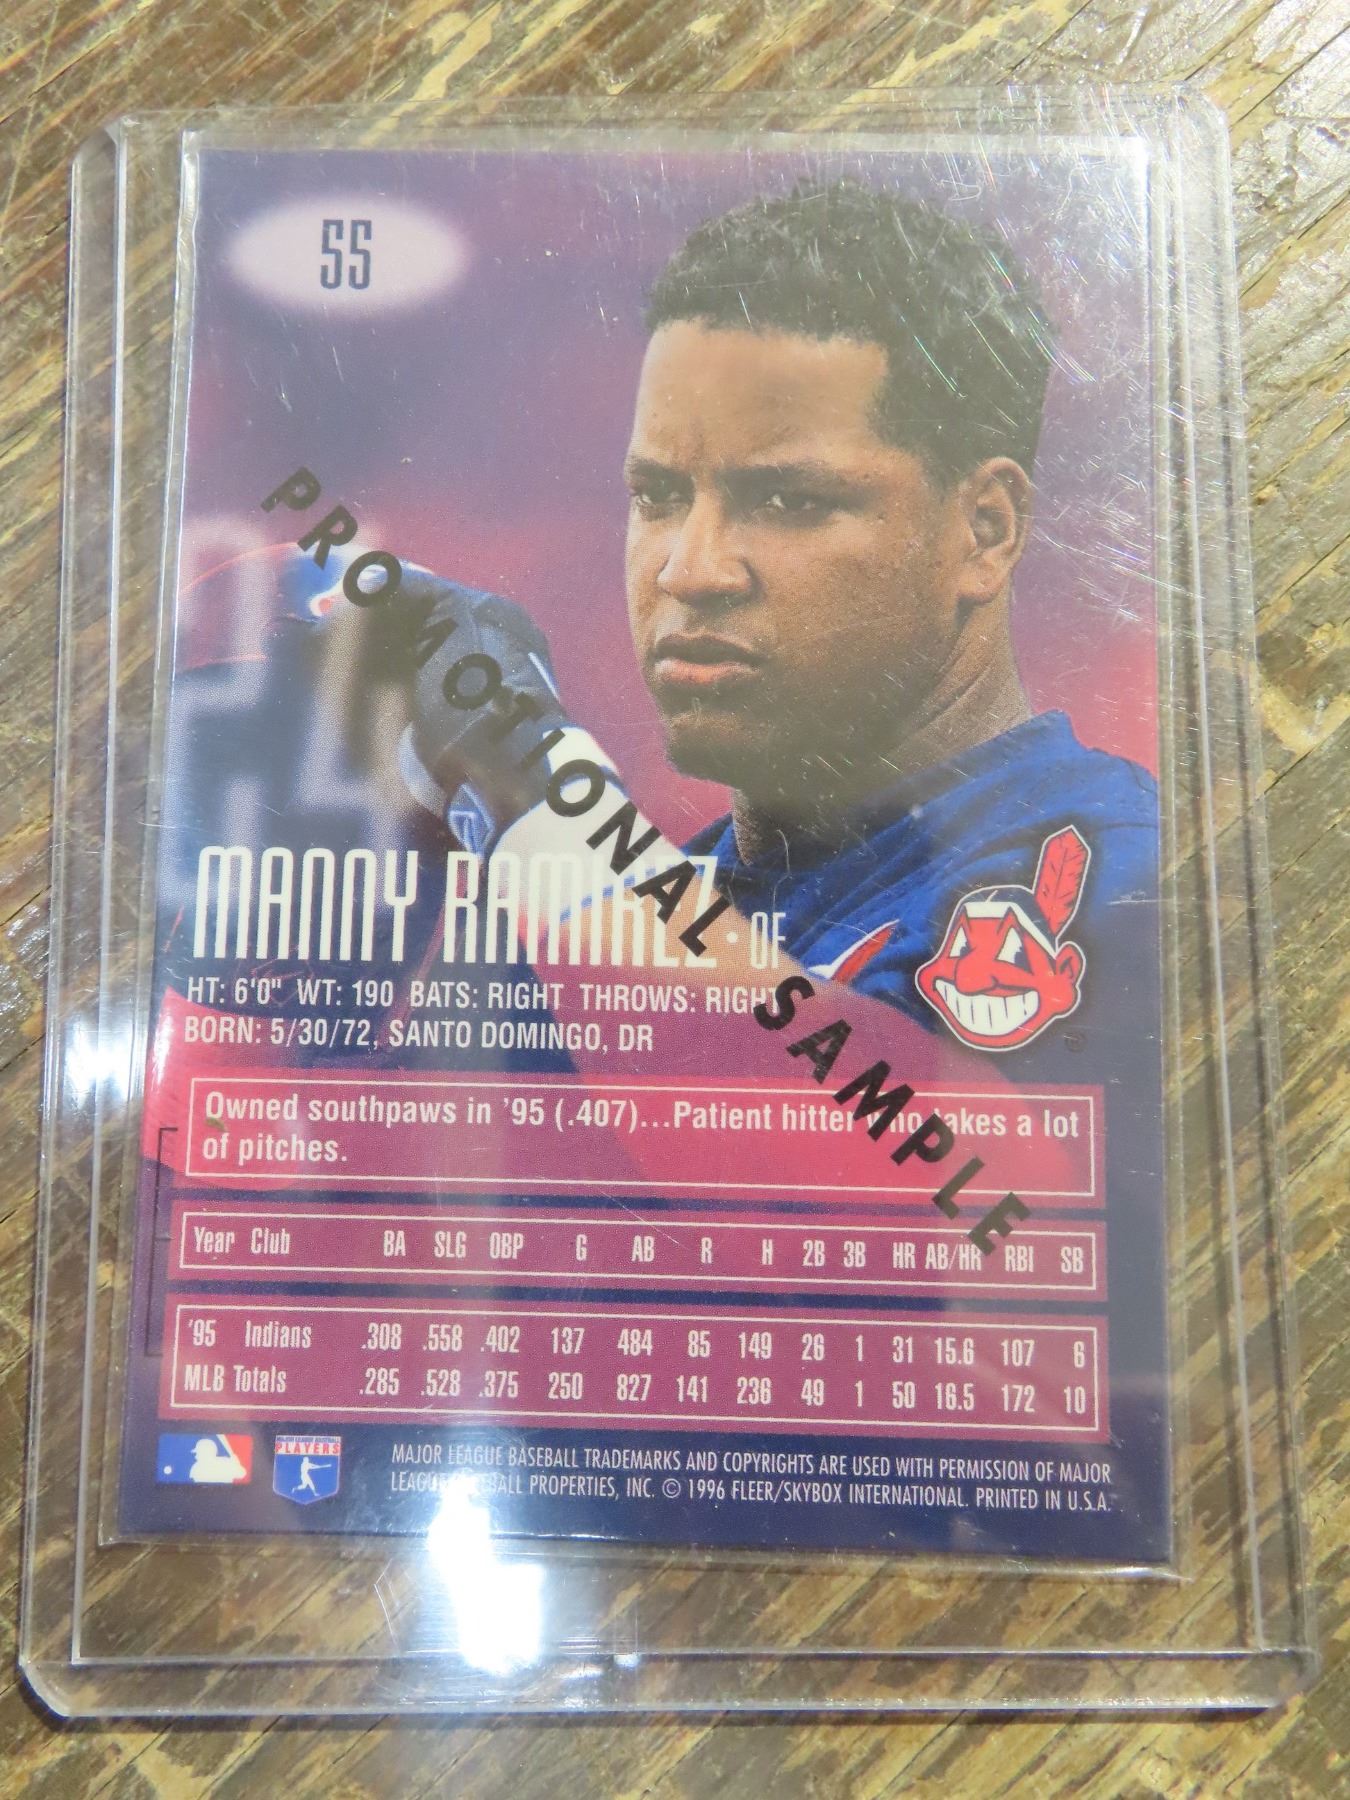 55
PROMOTIONAL SAMPLE
MANNY RAMIREZ • OF
HT: 6'0" WT: 190 BATS: RIGHT THROWS: RIGHT
BORN: 5/30/72, SANTO DOMINGO, DR
Owned southpaws in '95 (.407)...Patient hitter who takes a lot
of pitches.
Year Club BA SLG OBP G AB R H 2B 3B HR AB/HR RBI SB
'95 Indians .308 .558 .402 137 484 85 149 26 1 31 15.6 107 6
MLB Totals .285 .528 .375 250 827 141 236 49 1 50 16.5 172 10
MAJOR LEAGUE BASEBALL
PLAYERS
MAJOR LEAGUE BASEBALL TRADEMARKS AND COPYRIGHTS ARE USED WITH PERMISSION OF MAJOR
LEAGUE BASEBALL PROPERTIES, INC. © 1996 FLEER/SKYBOX INTERNATIONAL. PRINTED IN U.S.A.